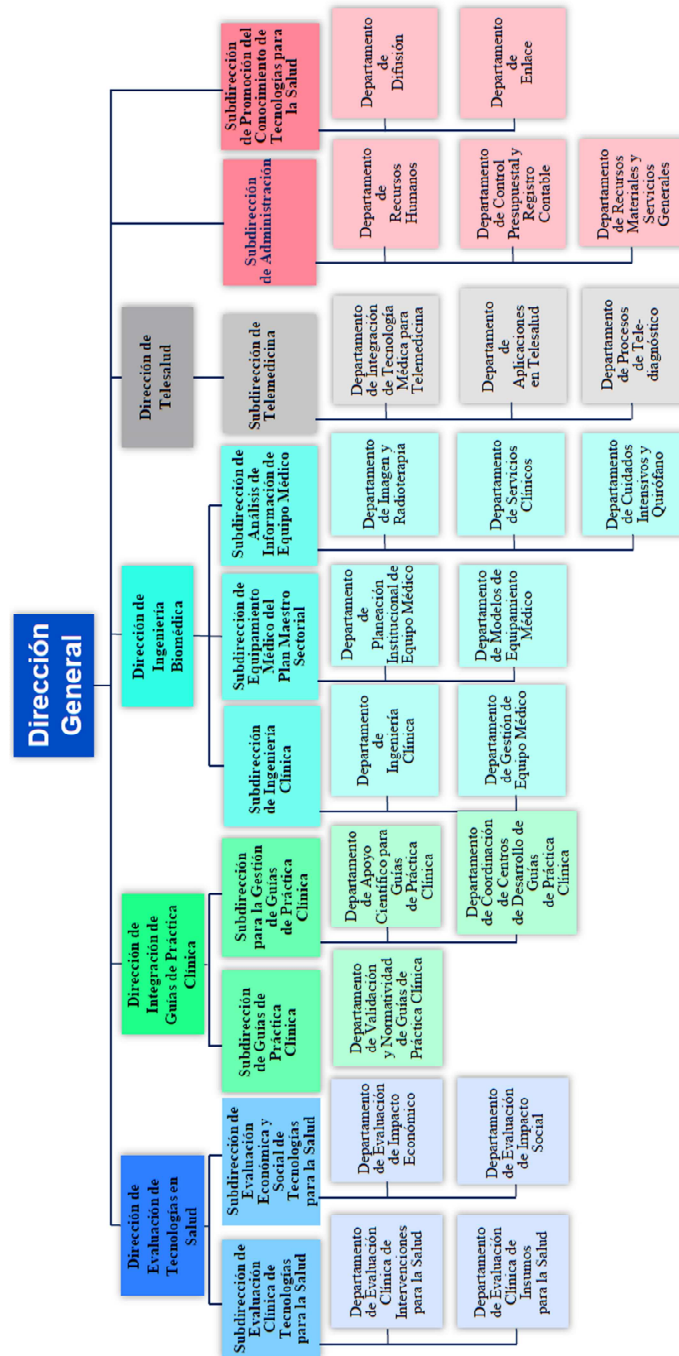 Dirección
General
Dirección de
Evaluación de
Tecnologías en
Salud
Dirección de
Integración de
Guías de Práctica
Clínica
Dirección de
Ingeniería
Biomédica
Dirección de
Telesalud
Subdirección de
Evaluación
Clínica de
Tecnologías
para la Salud
Subdirección de
Evaluación
Económica y
Social de
Tecnologías
para la Salud
Subdirección
de Guías de
Práctica
Clínica
Subdirección
para la Gestión
de Guías
de Práctica
Clínica
Subdirección
de Ingeniería
Clínica
Subdirección de
Equipamiento
Médico del
Plan Maestro
Sectorial
Subdirección de
Análisis de
Información de
Equipo Médico
Subdirección de
Telemedicina
Subdirección
de Administración
Subdirección
de Promoción del
Conocimiento de
Tecnologías para
la Salud
Departamento
de Evaluación
Clínica de
Intervenciones
para la Salud
Departamento
de Evaluación
Clínica de
Insumos
para la Salud
Departamento
de Evaluación
de Impacto
Económico
Departamento
de Evaluación
de Impacto
Social
Departamento
de Validación
y Normatividad
de Guías de
Práctica Clínica
Departamento
de Apoyo
Científico para
Guías
de Práctica
Clínica
Departamento
de Coordinación
de Centros
de Desarrollo de
Guías
de Práctica
Clínica
Departamento
de
Ingeniería
Clínica
Departamento
de Gestión de
Equipo Médico
Departamento
de
Planeación
Institucional de
Equipo Médico
Departamento
de Modelos de
Equipamiento
Médico
Departamento
de Imagen y
Radioterapia
Departamento
de Servicios
Clínicos
Departamento
de Cuidados
Intensivos y
Quirófano
Departamento
de Integración
de Tecnología
Médica para
Telemedicina
Departamento
de
Aplicaciones
en Telesalud
Departamento
de Procesos
de Tele-
diagnóstico
Departamento
de
Recursos
Humanos
Departamento
de Control
Presupuestal y
Registro
Contable
Departamento
de Recursos
Materiales y
Servicios
Generales
Departamento
de
Difusión
Departamento
de
Enlace